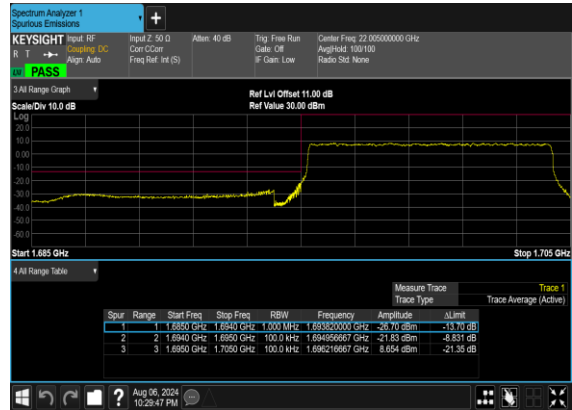 Spectrum Analyzer 1
Spurious Emissions
+
KEYSIGHT Input: RF Input Z: 50 Ω Atten: 40 dB Trig: Free Run Center Freq: 22.005000000 GHz
R T Coupling: DC Corr CCorr Gate: Off Avg|Hold: 100/100
Align: Auto Freq Ref: Int (S) IF Gain: Low Radio Std: None
PASS
3 All Range Graph
Ref Lvl Offset 11.00 dB
Scale/Div 10.0 dB Ref Value 30.00 dBm
Log
20.0
10.0
0.00
-10.0
-20.0
-30.0
-40.0
-50.0
-60.0
Start 1.685 GHz Stop 1.705 GHz
4 All Range Table
Measure Trace Trace 1
Trace Type Trace Average (Active)
Spur Range Start Freq Stop Freq RBW Frequency Amplitude ΔLimit
1 1 1.6850 GHz 1.6940 GHz 1.000 MHz 1.693820000 GHz -26.70 dBm -13.70 dB
2 2 1.6940 GHz 1.6950 GHz 100.0 kHz 1.694956667 GHz -21.83 dBm -8.831 dB
3 3 1.6950 GHz 1.7050 GHz 100.0 kHz 1.696216667 GHz 8.654 dBm -21.35 dB
? Aug 06, 2024
10:29:47 PM